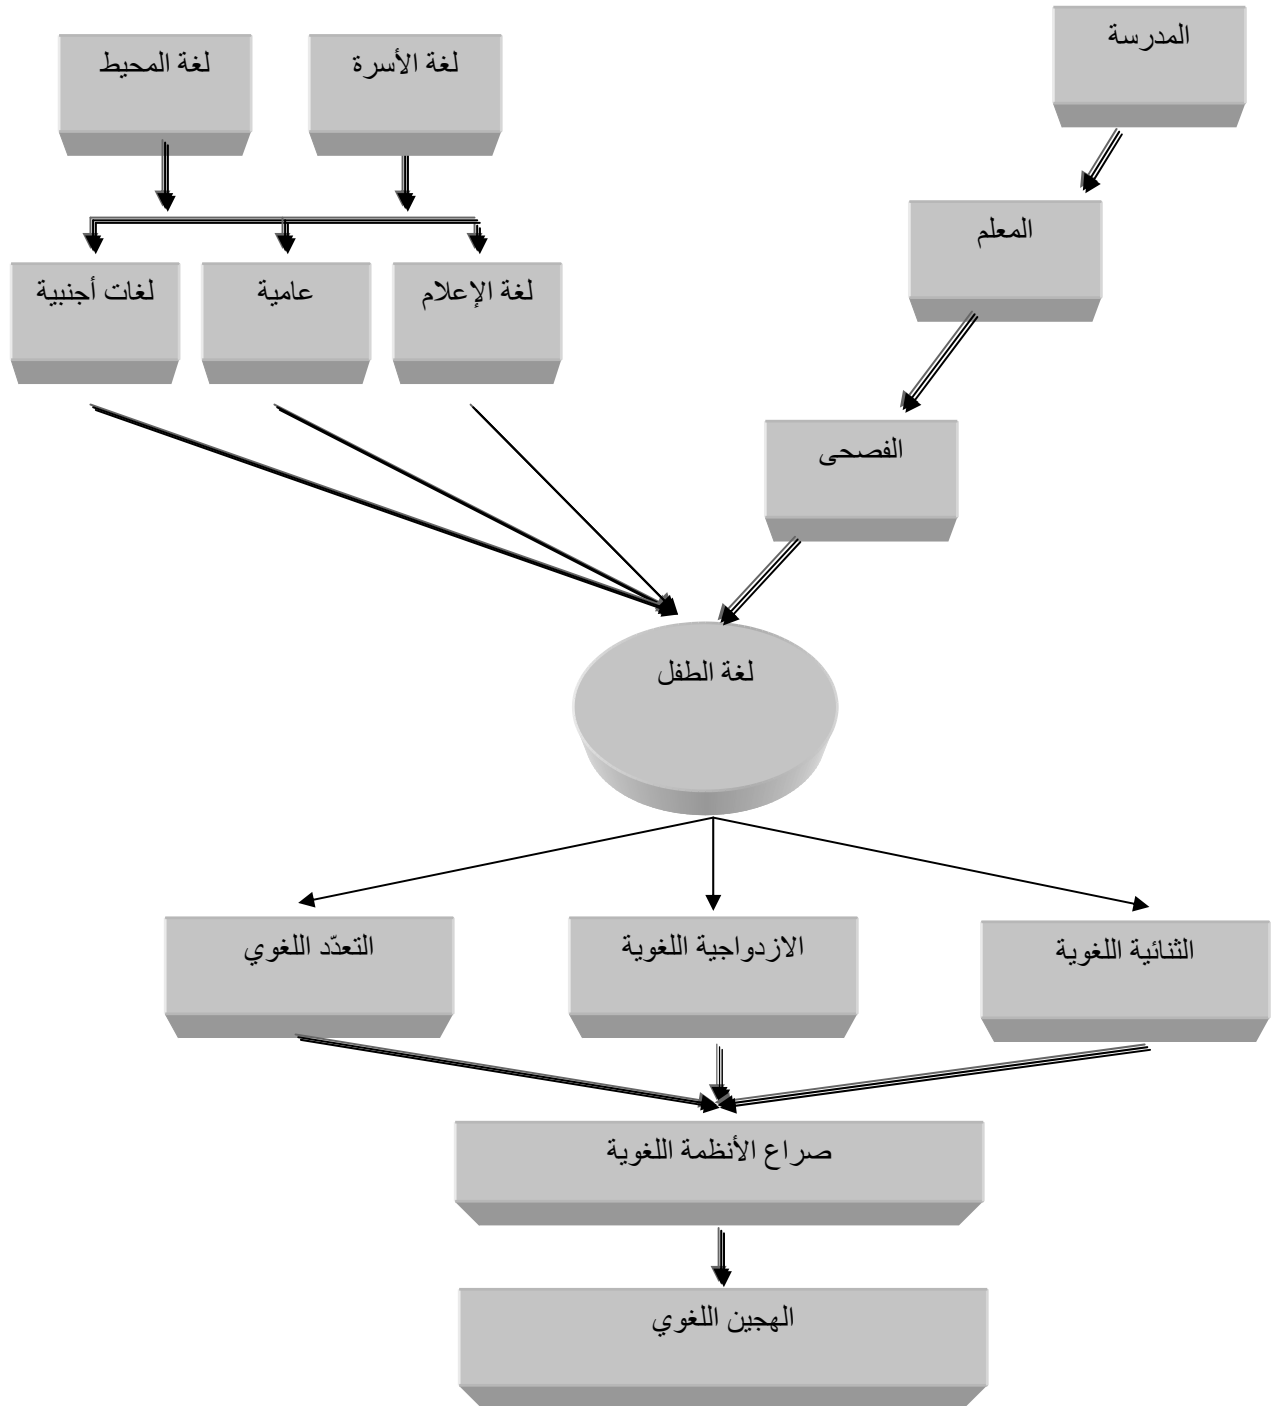 المدرسة
لغة الأسرة
لغة المحيط
المعلم
لغة الإعلام
عامية
لغات أجنبية
الفصحى
لغة الطفل
الثنائية اللغوية
الازدواجية اللغوية
التعدّد اللغوي
صراع الأنظمة اللغوية
الهجين اللغوي